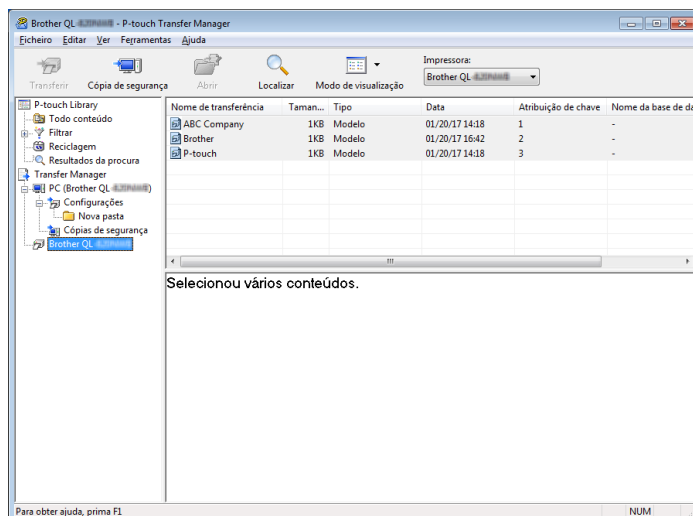 Brother QL - P-touch Transfer Manager
Ficheiro Editar Ver Ferramentas Ajuda
Transferir Cópia de segurança Abrir Localizar Modo de visualização
Impressora:
Brother QL
P-touch Library
Todo conteúdo
Filtrar
Reciclagem
Resultados da procura
Transfer Manager
PC (Brother QL )
Configurações
Nova pasta
Cópias de segurança
Brother QL
Nome de transferência Taman... Tipo Data Atribuição de chave Nome da base de da
ABC Company 1KB Modelo 01/20/17 14:18 1 -
Brother 1KB Modelo 01/20/17 16:42 2 -
P-touch 1KB Modelo 01/20/17 14:18 3 -
Selecionou vários conteúdos.
Para obter ajuda, prima F1 NUM